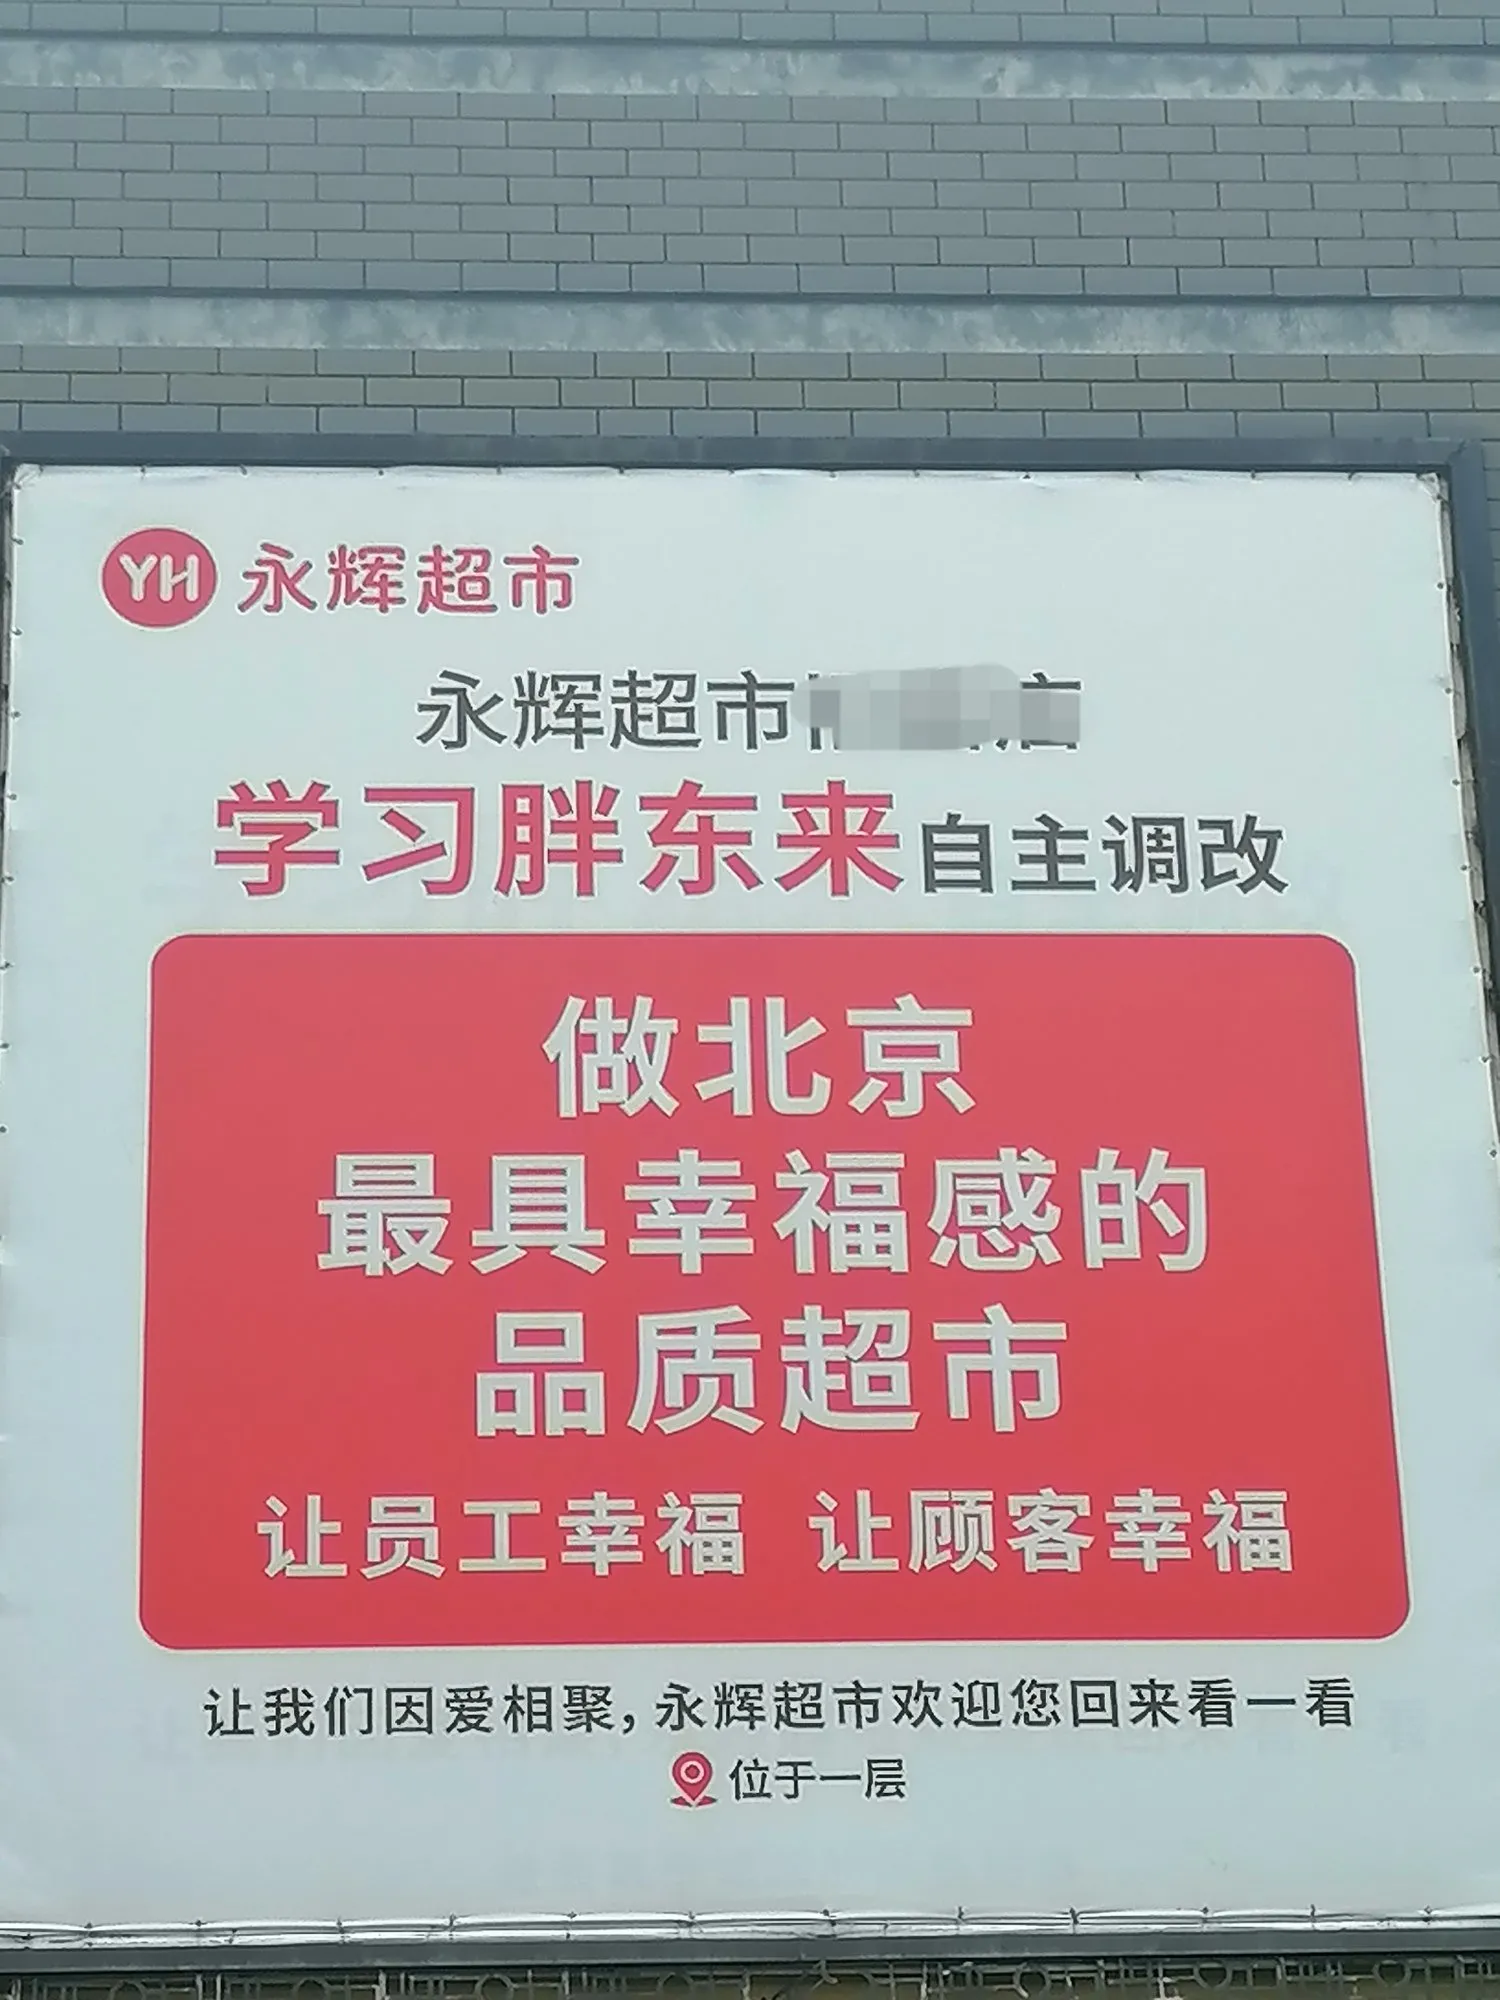 YH 永辉超市
永辉超市 店
学习胖东来自主调改
做北京
最具幸福感的
品质超市
让员工幸福 让顾客幸福
让我们因爱相聚,永辉超市欢迎您回来看一看
位于一层